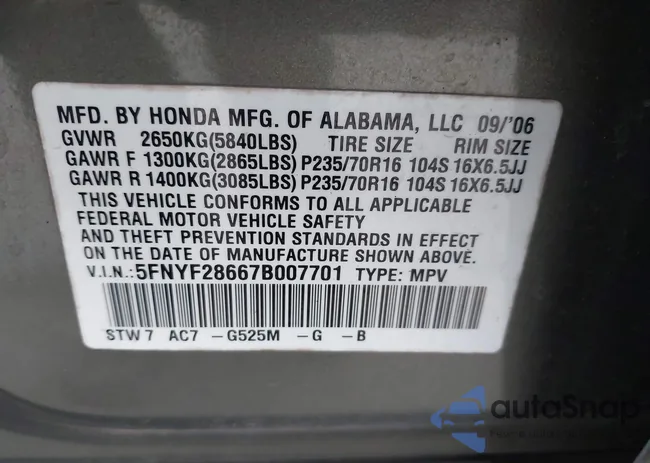 MFD. BY HONDA MFG. OF ALABAMA, LLC 09/'06
GVWR 2650KG(5840LBS) TIRE SIZE RIM SIZE
GAWR F 1300KG(2865LBS) P235/70R16 104S 16X6.5JJ
GAWR R 1400KG(3085LBS) P235/70R16 104S 16X6.5JJ
THIS VEHICLE CONFORMS TO ALL APPLICABLE
FEDERAL MOTOR VEHICLE SAFETY
AND THEFT PREVENTION STANDARDS IN EFFECT
ON THE DATE OF MANUFACTURE SHOWN ABOVE.
V.I.N.:5FNYF28667B007701 TYPE: MPV
STW7 AC7 -G525M -G -B
autoSnap